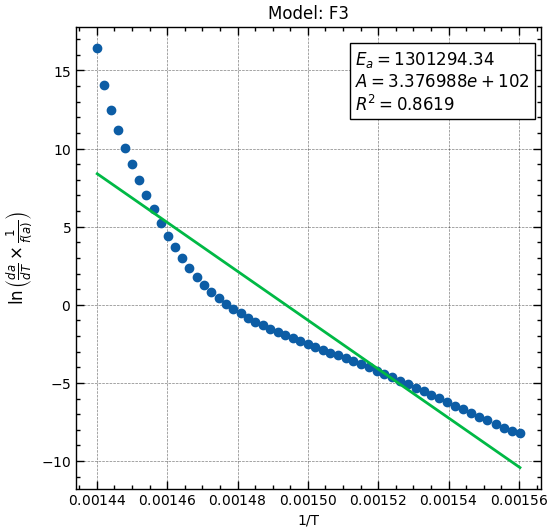 Model: F3
E_a = 1301294.34
A = 3.376988e + 102
R^2 = 0.8619
15
10
5
0
−5
−10
ln (da/dT × 1/f(a))
0.00144 0.00146 0.00148 0.00150 0.00152 0.00154 0.00156
1/T